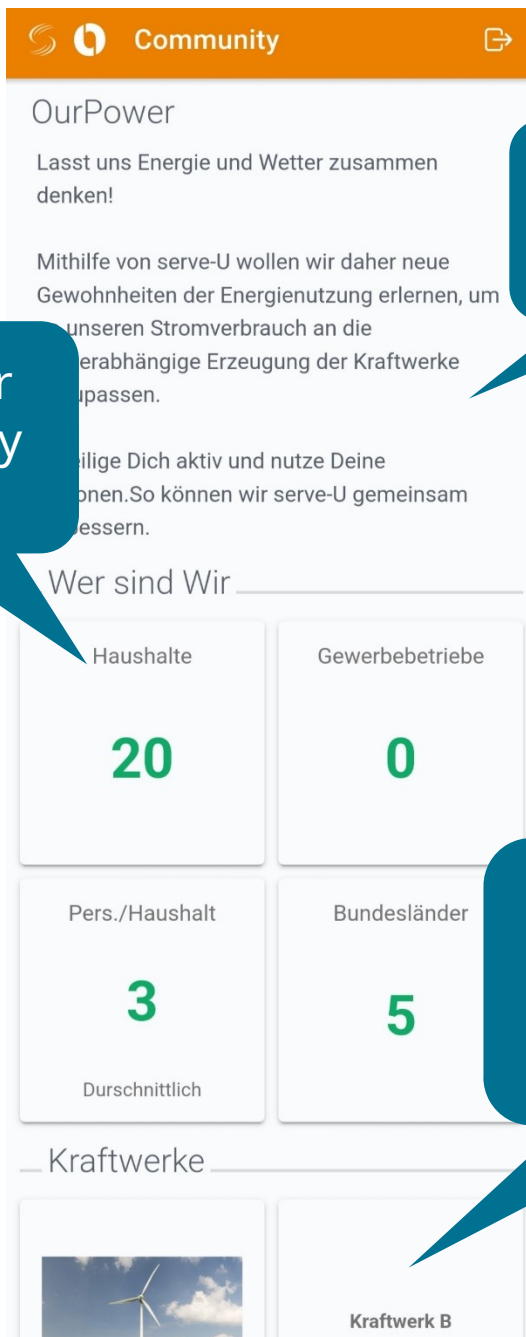 Community
OurPower
Lasst uns Energie und Wetter zusammen
denken!
Mithilfe von serve-U wollen wir daher neue
Gewohnheiten der Energienutzung erlernen, um
unseren Stromverbrauch an die
erabhängige Erzeugung der Kraftwerke
upassen.
eilige Dich aktiv und nutze Deine
onen.So können wir serve-U gemeinsam
bessern.
r
y
Wer sind Wir
Haushalte
20
Gewerbebetriebe
0
Pers./Haushalt
3
Durschnittlich
Bundesländer
5
Kraftwerke
Kraftwerk B